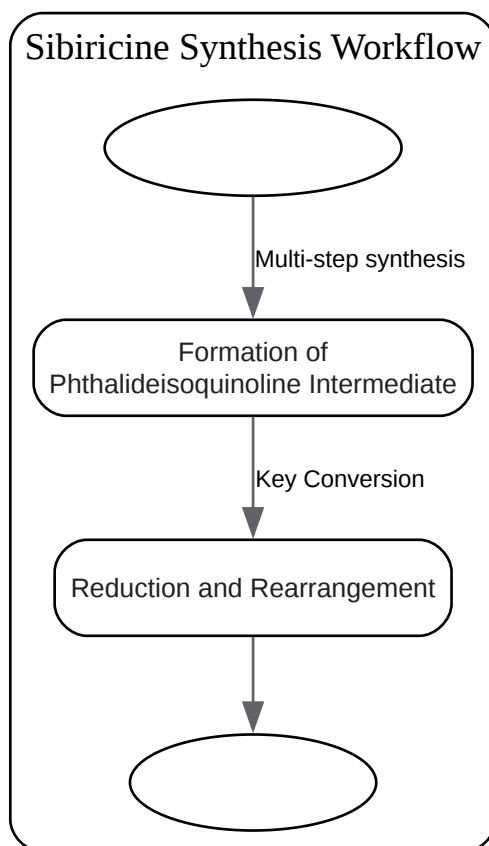 Sibiricine Synthesis Workflow
Multi-step synthesis
Formation of
Phthalideisoquinoline Intermediate
Key Conversion
Reduction and Rearrangement